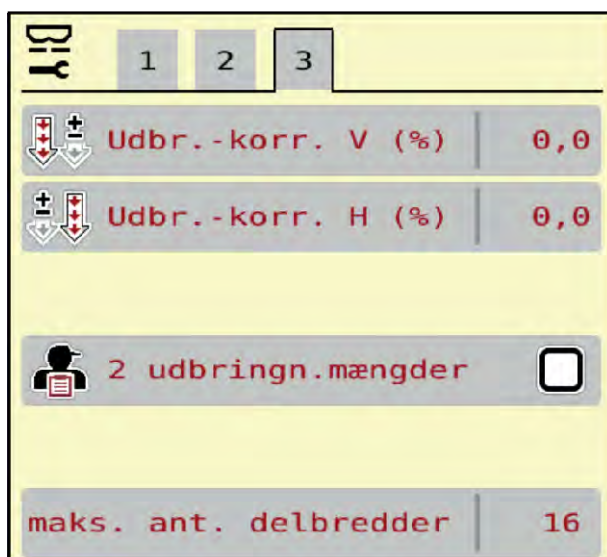 1 2 3
Udbr.-korr. V (%) 0,0
Udbr.-korr. H (%) 0,0
2 udbringn.mængder
maks. ant. delbredder 16